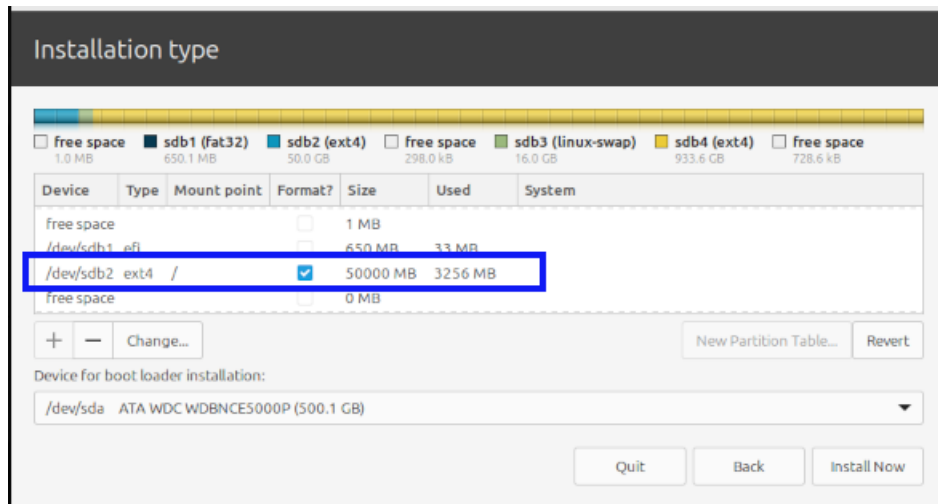 Installation type
free space sdb1 (fat32) sdb2 (ext4) free space sdb3 (linux-swap) sdb4 (ext4) free space
1.0 MB 650.1 MB 50.0 GB 298.0 kB 16.0 GB 933.6 GB 728.6 kB
Device Type Mount point Format? Size Used System
free space 1 MB
/dev/sdb1 efi 650 MB 33 MB
/dev/sdb2 ext4 / 50000 MB 3256 MB
free space 0 MB
+ − Change... New Partition Table... Revert
Device for boot loader installation:
/dev/sda ATA WDC WDBNCE5000P (500.1 GB)
Quit Back Install Now